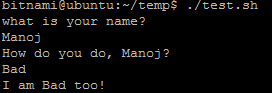 bitnami@ubuntu:~/temp$ ./test.sh
what is your name?
Manoj
How do you do, Manoj?
Bad
I am Bad too!